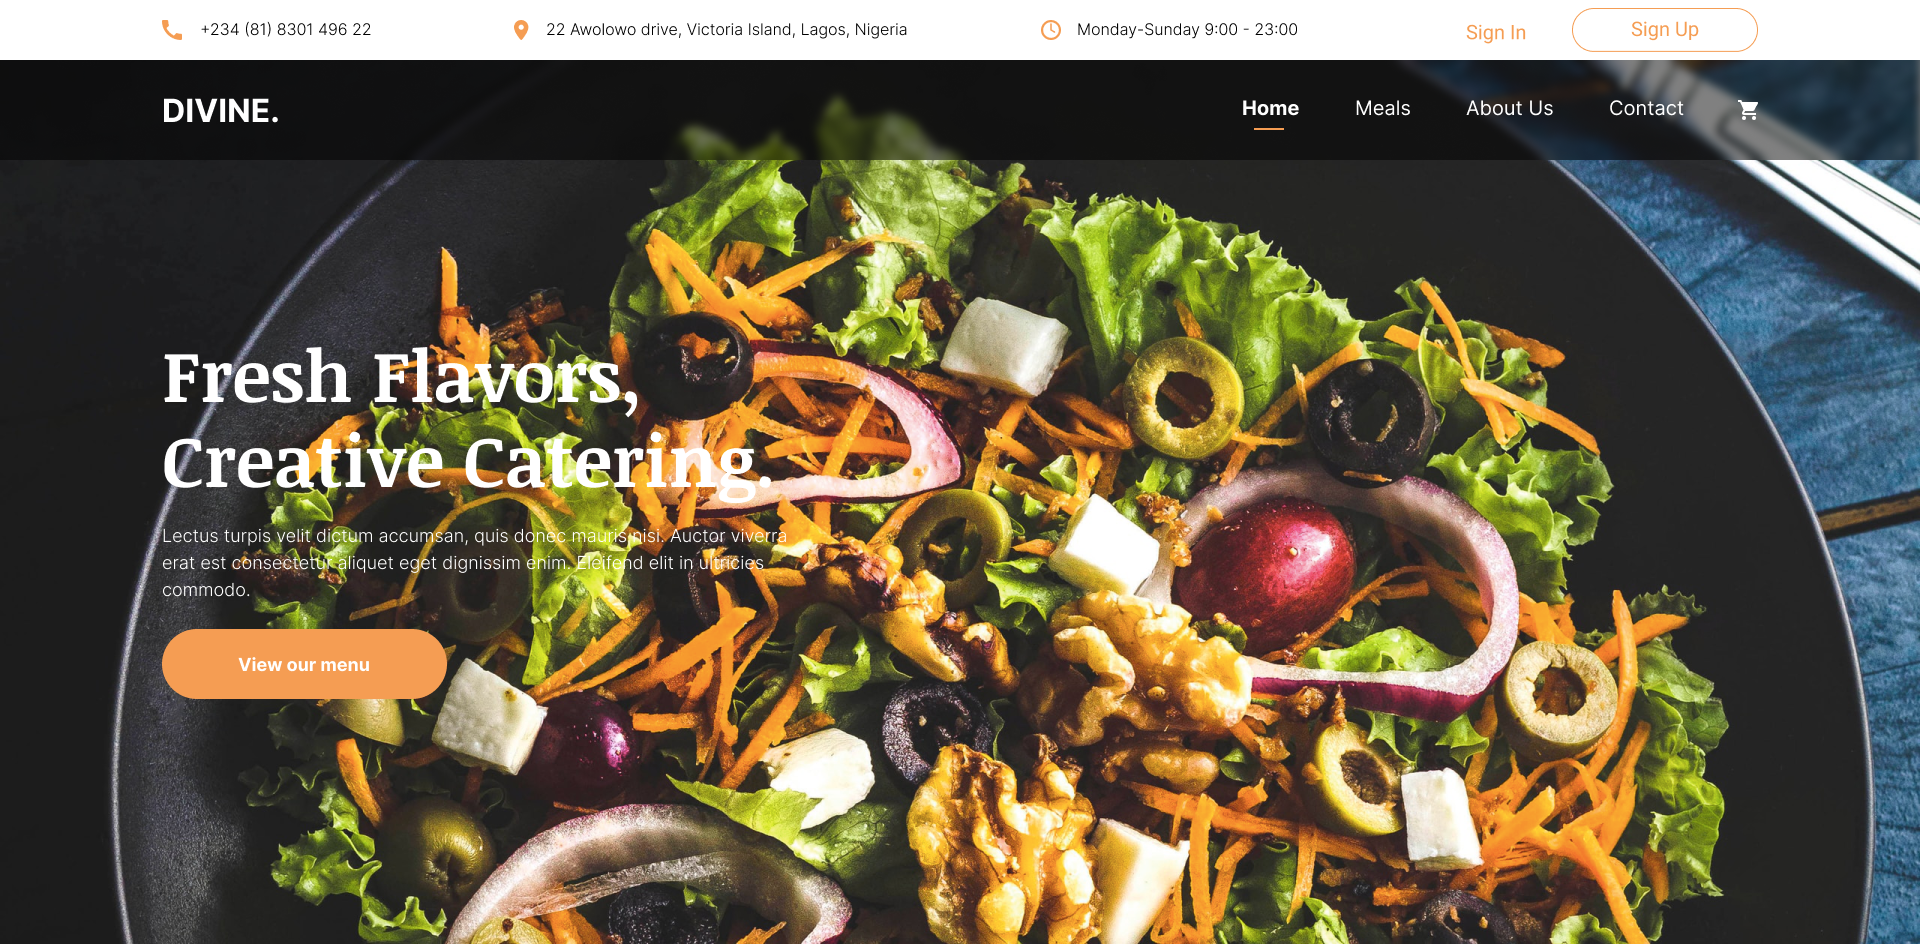 +234 (81) 8301 496 22
22 Awolowo drive, Victoria Island, Lagos, Nigeria
Monday-Sunday 9:00 - 23:00
Sign In
Sign Up
DIVINE.
Home
Meals
About Us
Contact
Fresh Flavors,
Creative Catering.
Lectus turpis velit dictum accumsan, quis donec mauris nisl. Auctor viverra
erat est consectetur aliquet eget dignissim enim. Eleifend elit in ultricies
commodo.
View our menu